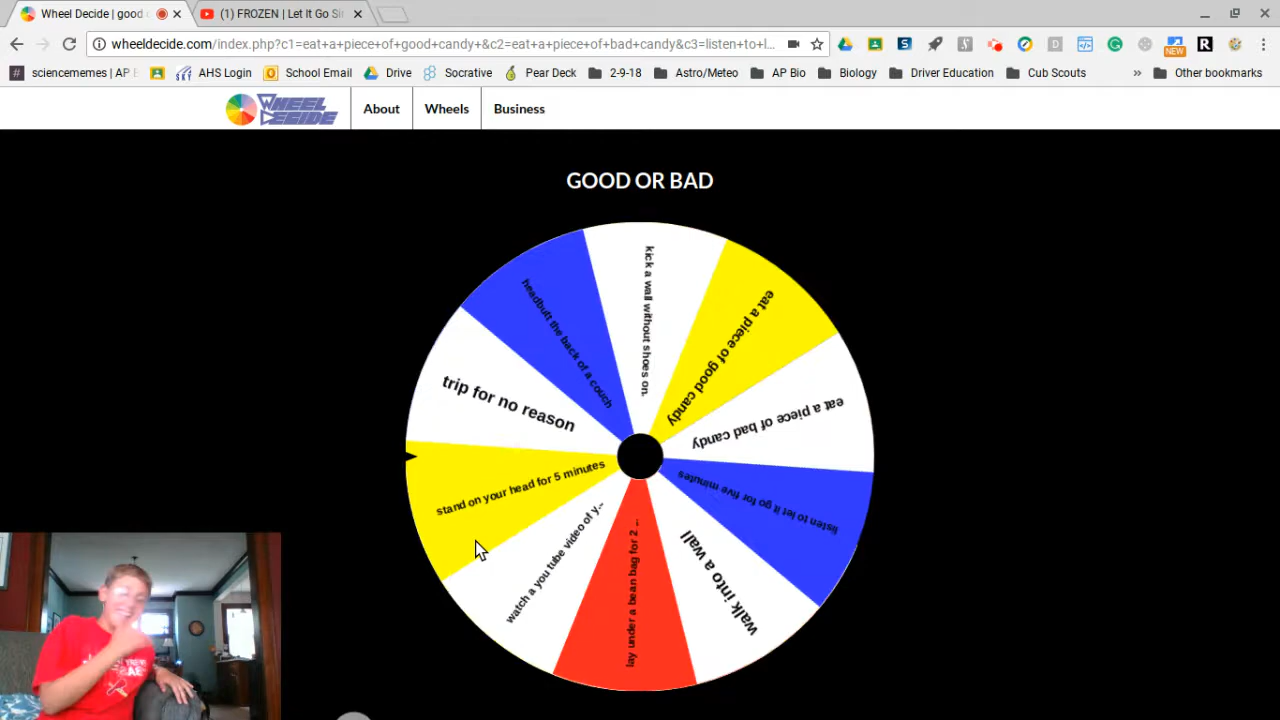 Wheel Decide | good
(1) FROZEN | Let It Go Sin
wheeldecide.com/index.php?c1=eat+a+piece+of+good+candy+&c2=eat+a+piece+of+bad+candy&c3=listen+to+l...
NEW
sciencememes | AP E
AHS Login
School Email
Drive
Socrative
Pear Deck
2-9-18
Astro/Meteo
AP Bio
Biology
Driver Education
Cub Scouts
»
Other bookmarks
WHEEL DECIDE
About
Wheels
Business
GOOD OR BAD
kick a wall without shoes on.
eat a piece of good candy
eat a piece of bad candy
listen to let it go for five minutes
walk into a wall
lay under a bean bag for 2 ...
watch a you tube video of y...
stand on your head for 5 minutes
trip for no reason
headbutt the back of a couch